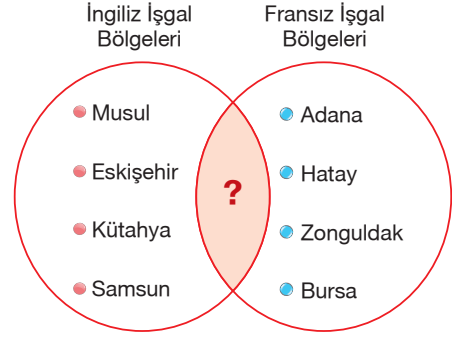 İngiliz İşgal
Bölgeleri
Fransız İşgal
Bölgeleri
Musul
Eskişehir
Kütahya
Samsun
?
Adana
Hatay
Zonguldak
Bursa